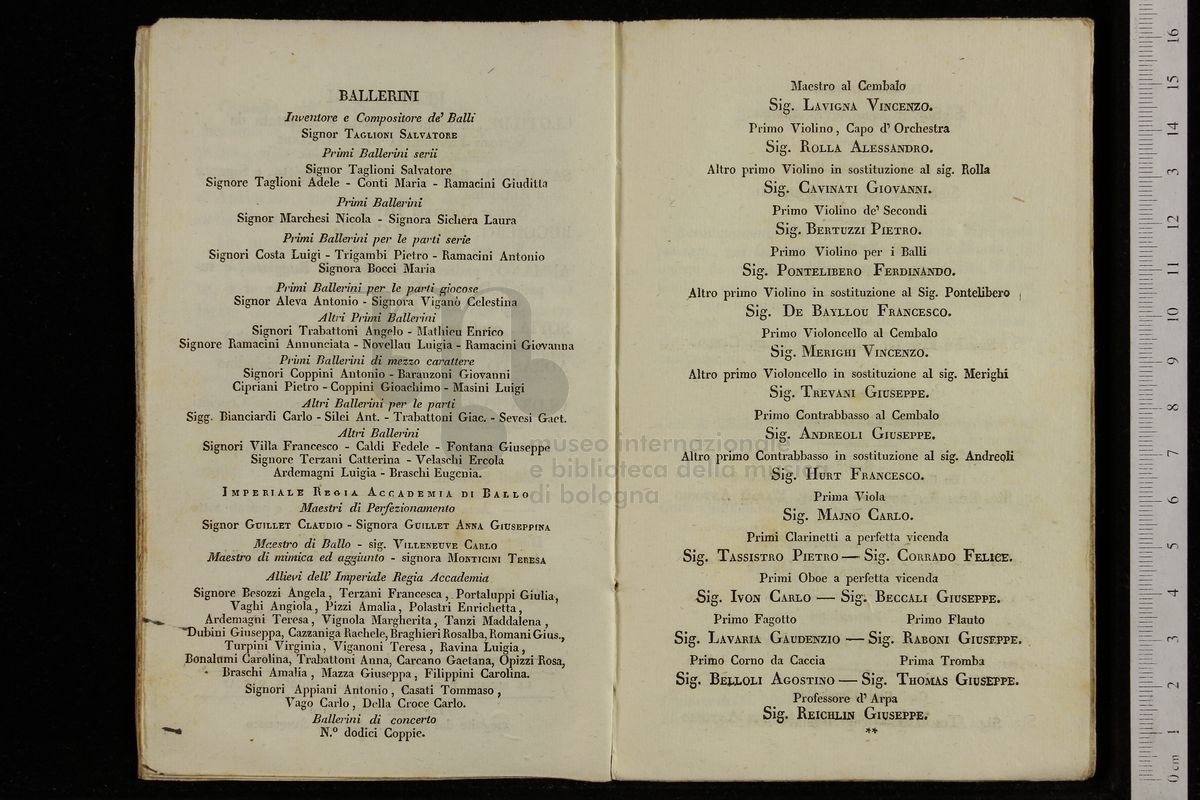 BALLERINI
Inventore e Compositore de' Balli
Signor TAGLIONI SALVATORE
Primi Ballerini serii
Signor Taglioni Salvatore
Signore Taglioni Adele - Conti Maria - Ramacini Giuditta
Primi Ballerini
Signor Marchesi Nicola - Signora Sichera Laura
Primi Ballerini per le parti serie
Signori Costa Luigi - Trigambi Pietro - Ramacini Antonio
Signora Bocci Maria
Primi Ballerini per le parti giocose
Signor Aleva Antonio - Signora Viganò Celestina
Altri Primi Ballerini
Signori Trabattoni Angelo - Mathieu Enrico
Signore Ramacini Annunciata - Novellau Luigia - Ramacini Giovanna
Primi Ballerini di mezzo carattere
Signori Coppini Antonio - Baranzoni Giovanni
Cipriani Pietro - Coppini Gioachimo - Masini Luigi
Altri Ballerini per le parti
Sigg. Bianciardi Carlo - Silei Ant. - Trabattoni Giac. - Sevesi Gaet.
Altri Ballerini
Signori Villa Francesco - Caldi Fedele - Fontana Giuseppe
Signore Terzani Catterina - Velaschi Ercola
Ardemagni Luigia - Braschi Eugenia.
IMPERIALE REGIA ACCADEMIA DI BALLO
Maestri di Perfezionamento
Signor GUILLET CLAUDIO - Signora GUILLET ANNA GIUSEPPINA
Maestro di Ballo - sig. VILLENEUVE CARLO
Maestro di mimica ed aggiunto - signora MONTICINI TERESA
Allievi dell' Imperiale Regia Accademia
Signore Besozzi Angela, Terzani Francesca, Portaluppi Giulia,
Vaghi Angiola, Pizzi Amalia, Polastri Enrichetta,
Ardemagni Teresa, Vignola Margherita, Tanzi Maddalena,
Dubini Giuseppa, Cazzaniga Rachele, Braghieri Rosalba, Romani Gius.,
Turpini Virginia, Viganoni Teresa, Ravina Luigia,
Bonalumi Carolina, Trabattoni Anna, Carcano Gaetana, Opizzi Rosa,
Braschi Amalia, Mazza Giuseppa, Filippini Carolina.
Signori Appiani Antonio, Casati Tommaso,
Vago Carlo, Della Croce Carlo.
Ballerini di concerto
N.º dodici Coppie.
Maestro al Cembalo
Sig. LAVIGNA VINCENZO.
Primo Violino, Capo d' Orchestra
Sig. ROLLA ALESSANDRO.
Altro primo Violino in sostituzione al sig. Rolla
Sig. CAVINATI GIOVANNI.
Primo Violino de' Secondi
Sig. BERTUZZI PIETRO.
Primo Violino per i Balli
Sig. PONTELIBERO FERDINANDO.
Altro primo Violino in sostituzione al Sig. Pontelibero
Sig. DE BAYLLOU FRANCESCO.
Primo Violoncello al Cembalo
Sig. MERIGHI VINCENZO.
Altro primo Violoncello in sostituzione al sig. Merighi
Sig. TREVANI GIUSEPPE.
Primo Contrabbasso al Cembalo
Sig. ANDREOLI GIUSEPPE.
Altro primo Contrabbasso in sostituzione al sig. Andreoli
Sig. HURT FRANCESCO.
Prima Viola
Sig. MAJNO CARLO.
Primi Clarinetti a perfetta vicenda
Sig. TASSISTRO PIETRO — Sig. CORRADO FELICE.
Primi Oboe a perfetta vicenda
Sig. IVON CARLO — Sig. BECCALI GIUSEPPE.
Primo Fagotto Primo Flauto
Sig. LAVARIA GAUDENZIO — Sig. RABONI GIUSEPPE.
Primo Corno da Caccia Prima Tromba
Sig. BELLOLI AGOSTINO — Sig. THOMAS GIUSEPPE.
Professore d' Arpa
Sig. REICHLIN GIUSEPPE.
**
museo internazionale
e biblioteca della musica
di bologna
0 cm 1 2 3 4 5 6 7 8 9 10 11 12 13 14 15 16